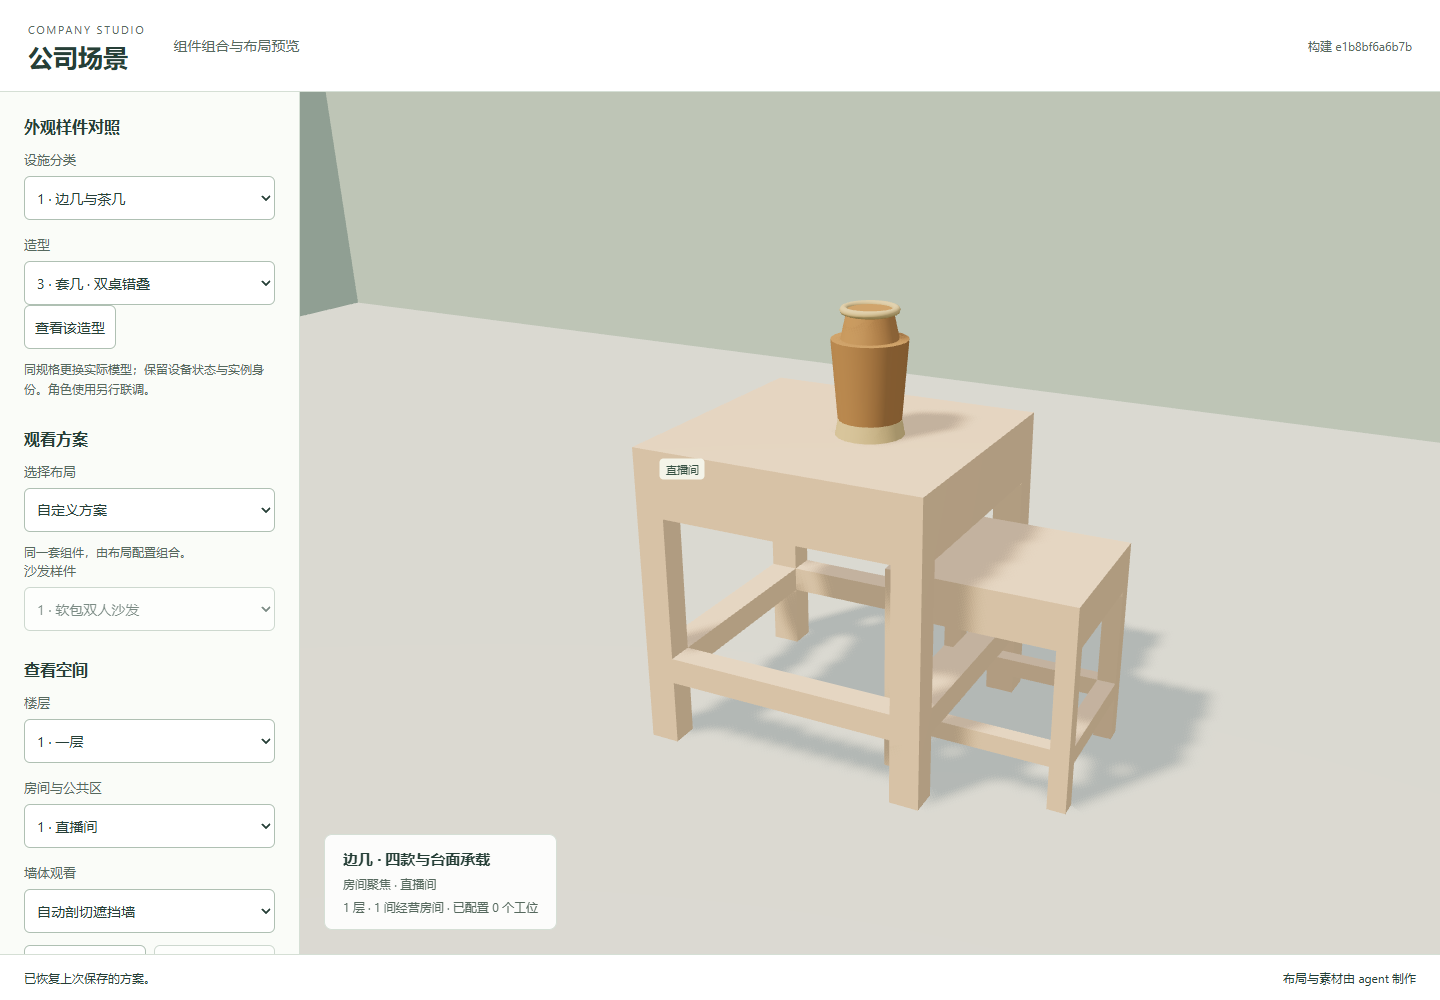 COMPANY STUDIO
公司场景
组件组合与布局预览
构建 e1b8bf6a6b7b
外观样件对照
设施分类
1 · 边几与茶几
造型
3 · 套几 · 双桌错叠
查看该造型
同规格更换实际模型；保留设备状态与实例身
份。角色使用另行联调。
观看方案
选择布局
自定义方案
同一套组件，由布局配置组合。
沙发样件
1 · 软包双人沙发
查看空间
楼层
1 · 一层
房间与公共区
1 · 直播间
墙体观看
自动剖切遮挡墙
直播间
边几 · 四款与台面承载
房间聚焦 · 直播间
1 层 · 1 间经营房间 · 已配置 0 个工位
已恢复上次保存的方案。
布局与素材由 agent 制作